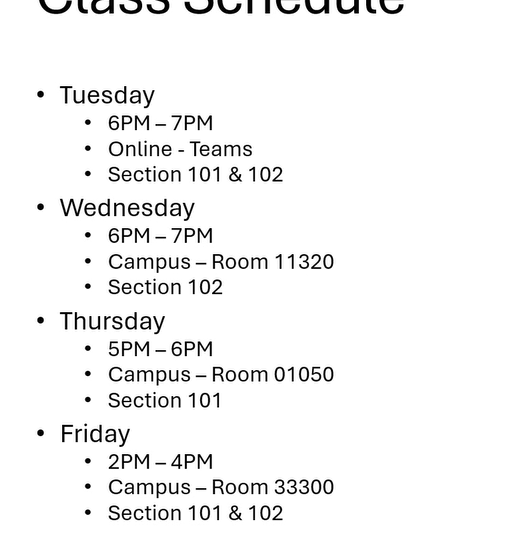 Class Schedule
• Tuesday
• 6PM – 7PM
• Online - Teams
• Section 101 & 102
• Wednesday
• 6PM – 7PM
• Campus – Room 11320
• Section 102
• Thursday
• 5PM – 6PM
• Campus – Room 01050
• Section 101
• Friday
• 2PM – 4PM
• Campus – Room 33300
• Section 101 & 102